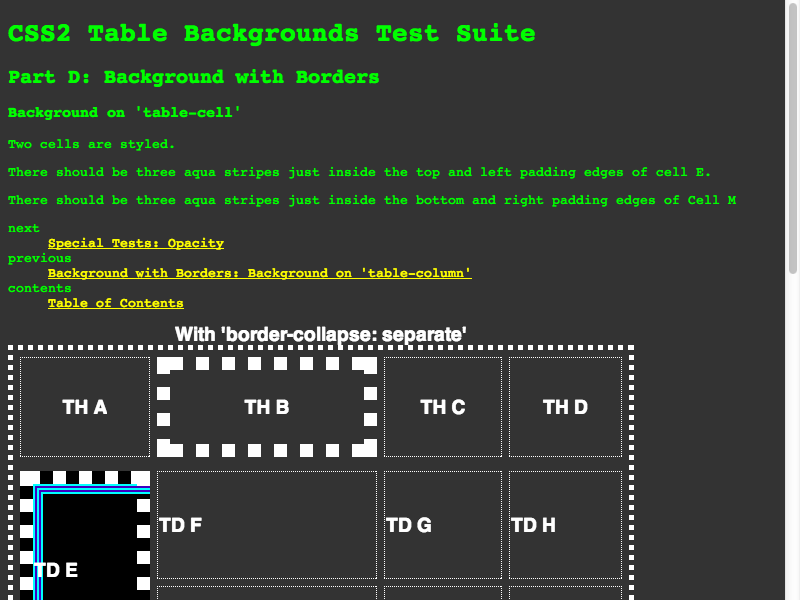 CSS2 Table Backgrounds Test Suite
Part D: Background with Borders
Background on 'table-cell'
Two cells are styled.
There should be three aqua stripes just inside the top and left padding edges of cell E.
There should be three aqua stripes just inside the bottom and right padding edges of Cell M
next
Special Tests: Opacity
previous
Background with Borders: Background on 'table-column'
contents
Table of Contents
With 'border-collapse: separate'
TH A TH B TH C TH D
TD F TD G TD H
TD E